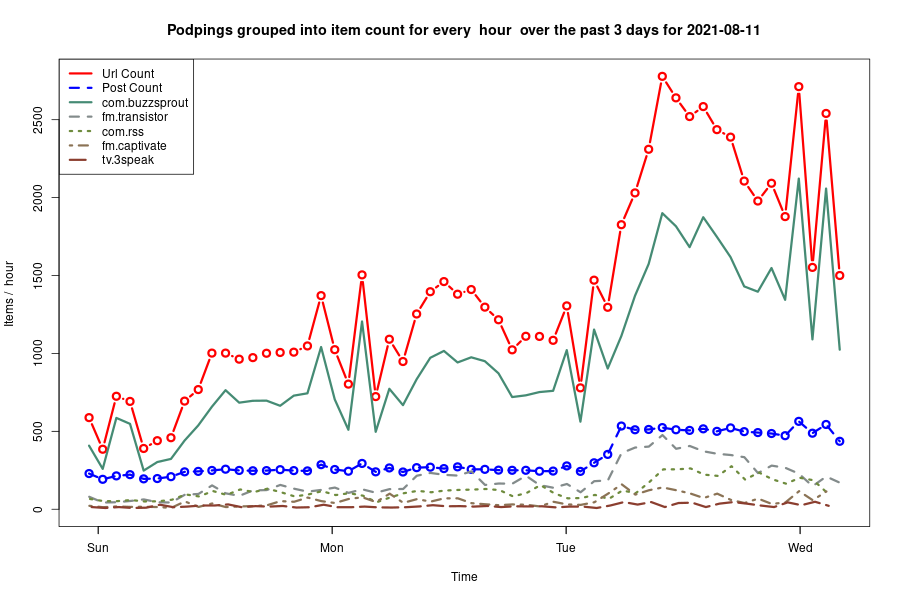 Podpings grouped into item count for every  hour  over the past 3 days for 2021-08-11
Url Count
Post Count
com.buzzsprout
fm.transistor
com.rss
fm.captivate
tv.3speak
2500
2000
1500
1000
500
0
Items /  hour
Sun
Mon
Tue
Wed
Time